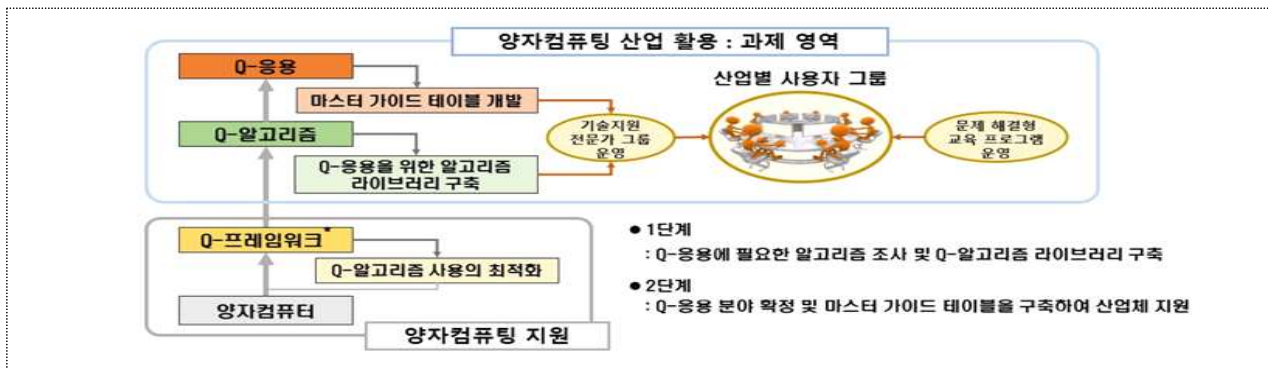 양자컴퓨팅 산업 활용 : 과제 영역
Q-응용
산업별 사용자 그룹
마스터 가이드 테이블 개발
기술지원
전문가 그룹
운영
문제 해결형
교육 프로그램
운영
Q-알고리즘
Q-응용을 위한 알고리즘
라이브러리 구축
Q-프레임워크*
Q-알고리즘 사용의 최적화
양자컴퓨터
양자컴퓨팅 지원
● 1단계
: Q-응용에 필요한 알고리즘 조사 및 Q-알고리즘 라이브러리 구축
● 2단계
: Q-응용 분야 확정 및 마스터 가이드 테이블을 구축하여 산업체 지원